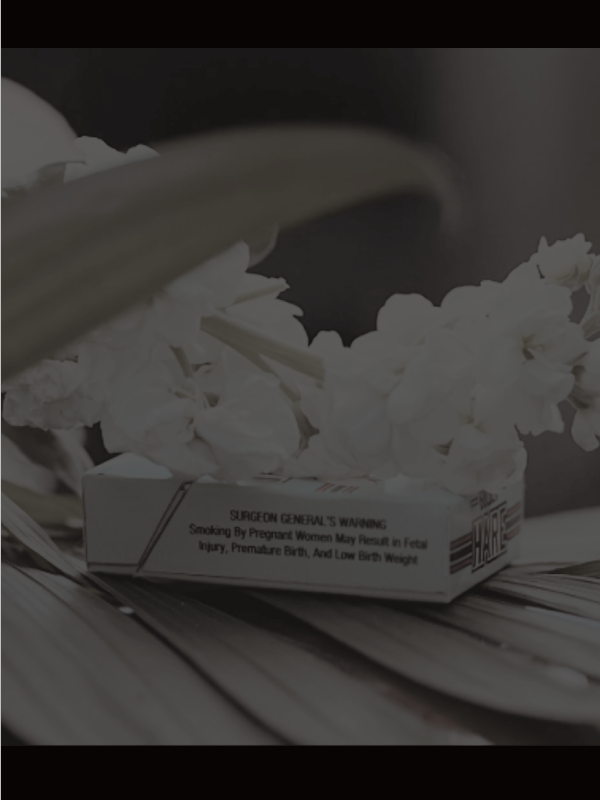 SURGEON GENERAL'S WARNING
Smoking By Pregnant Women May Result in Fetal
Injury, Premature Birth, And Low Birth Weight
HARE